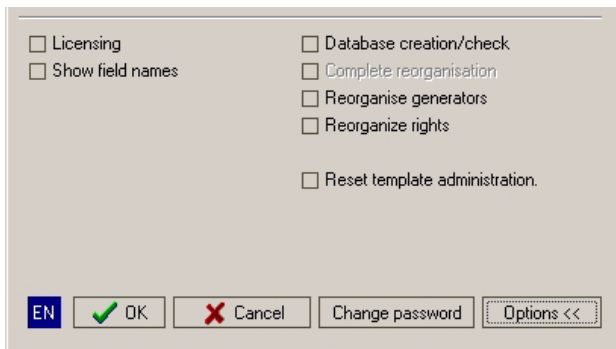 Licensing
Show field names
Database creation/check
Complete reorganisation
Reorganise generators
Reorganize rights
Reset template administration.
EN
OK
Cancel
Change password
Options <<